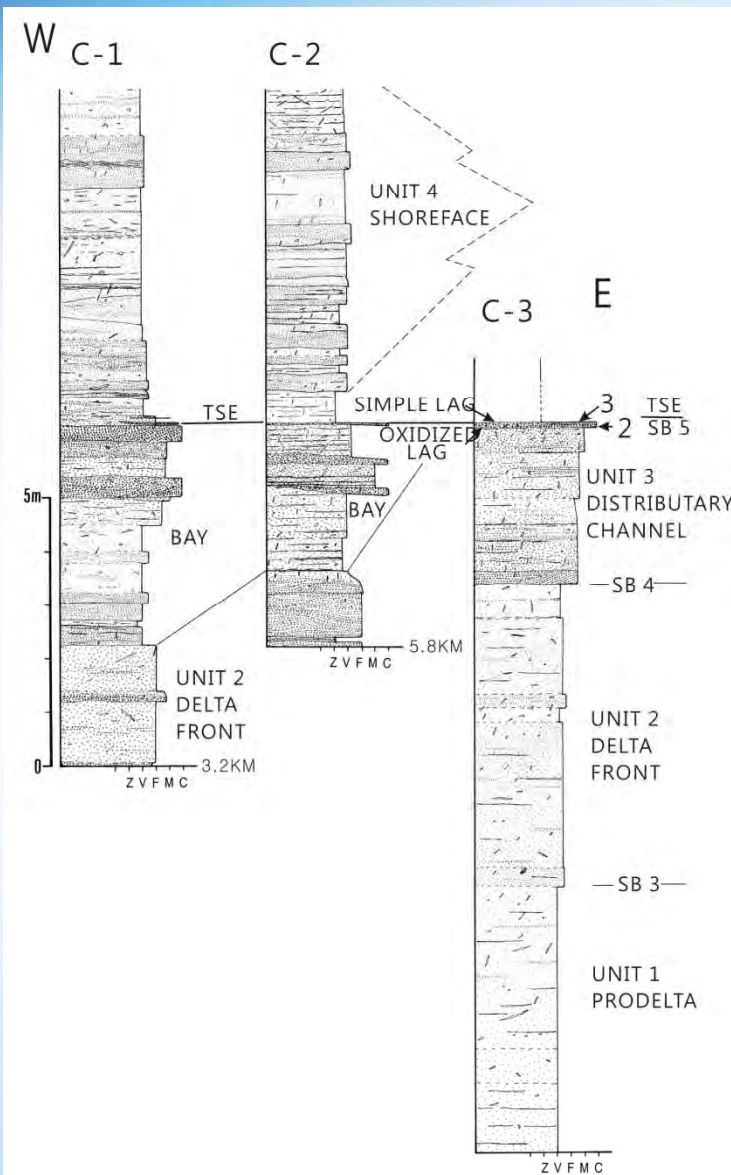 W
C-1
C-2
UNIT 4
SHOREFACE
E
C-3
TSE
SIMPLE LAG
OXIDIZED
LAG
3
2
TSE
SB 5
UNIT 3
DISTRIBUTARY
CHANNEL
5m
BAY
BAY
SB 4
5.8KM
Z V F M C
UNIT 2
DELTA
FRONT
UNIT 2
DELTA
FRONT
0
3.2KM
Z V F M C
SB 3
UNIT 1
PRODELTA
Z V F M C